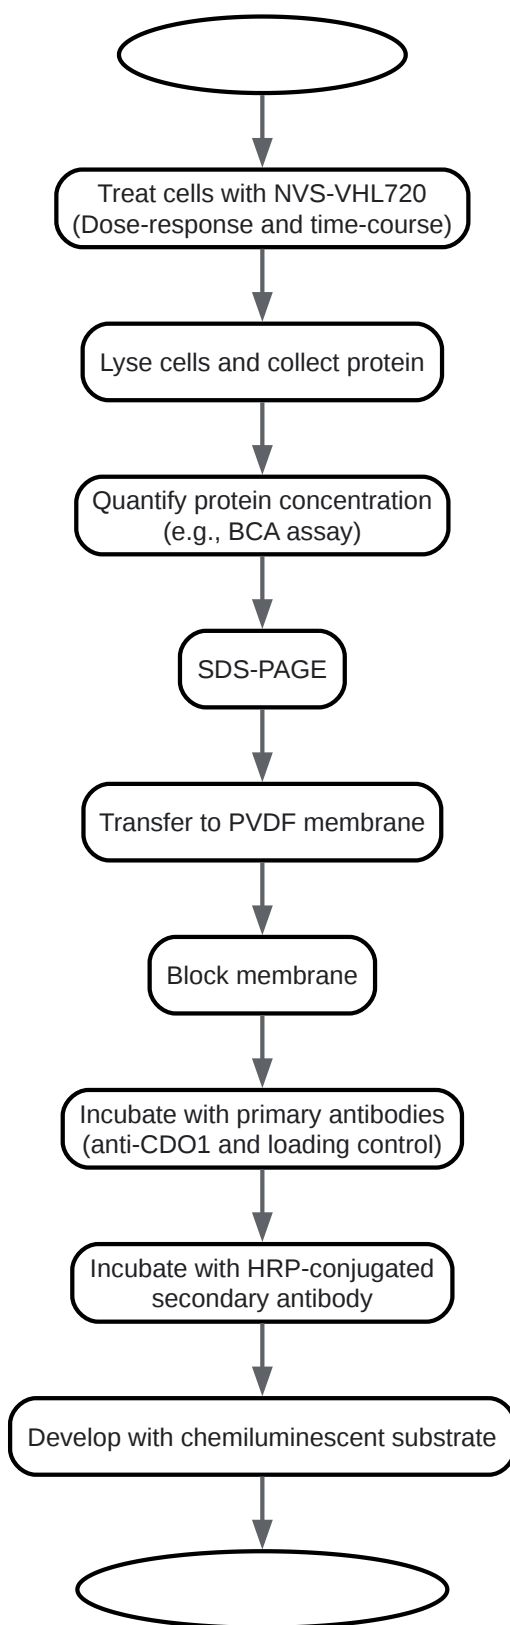 Treat cells with NVS-VHL720
(Dose-response and time-course)
Lyse cells and collect protein
Quantify protein concentration
(e.g., BCA assay)
SDS-PAGE
Transfer to PVDF membrane
Block membrane
Incubate with primary antibodies
(anti-CDO1 and loading control)
Incubate with HRP-conjugated
secondary antibody
Develop with chemiluminescent substrate